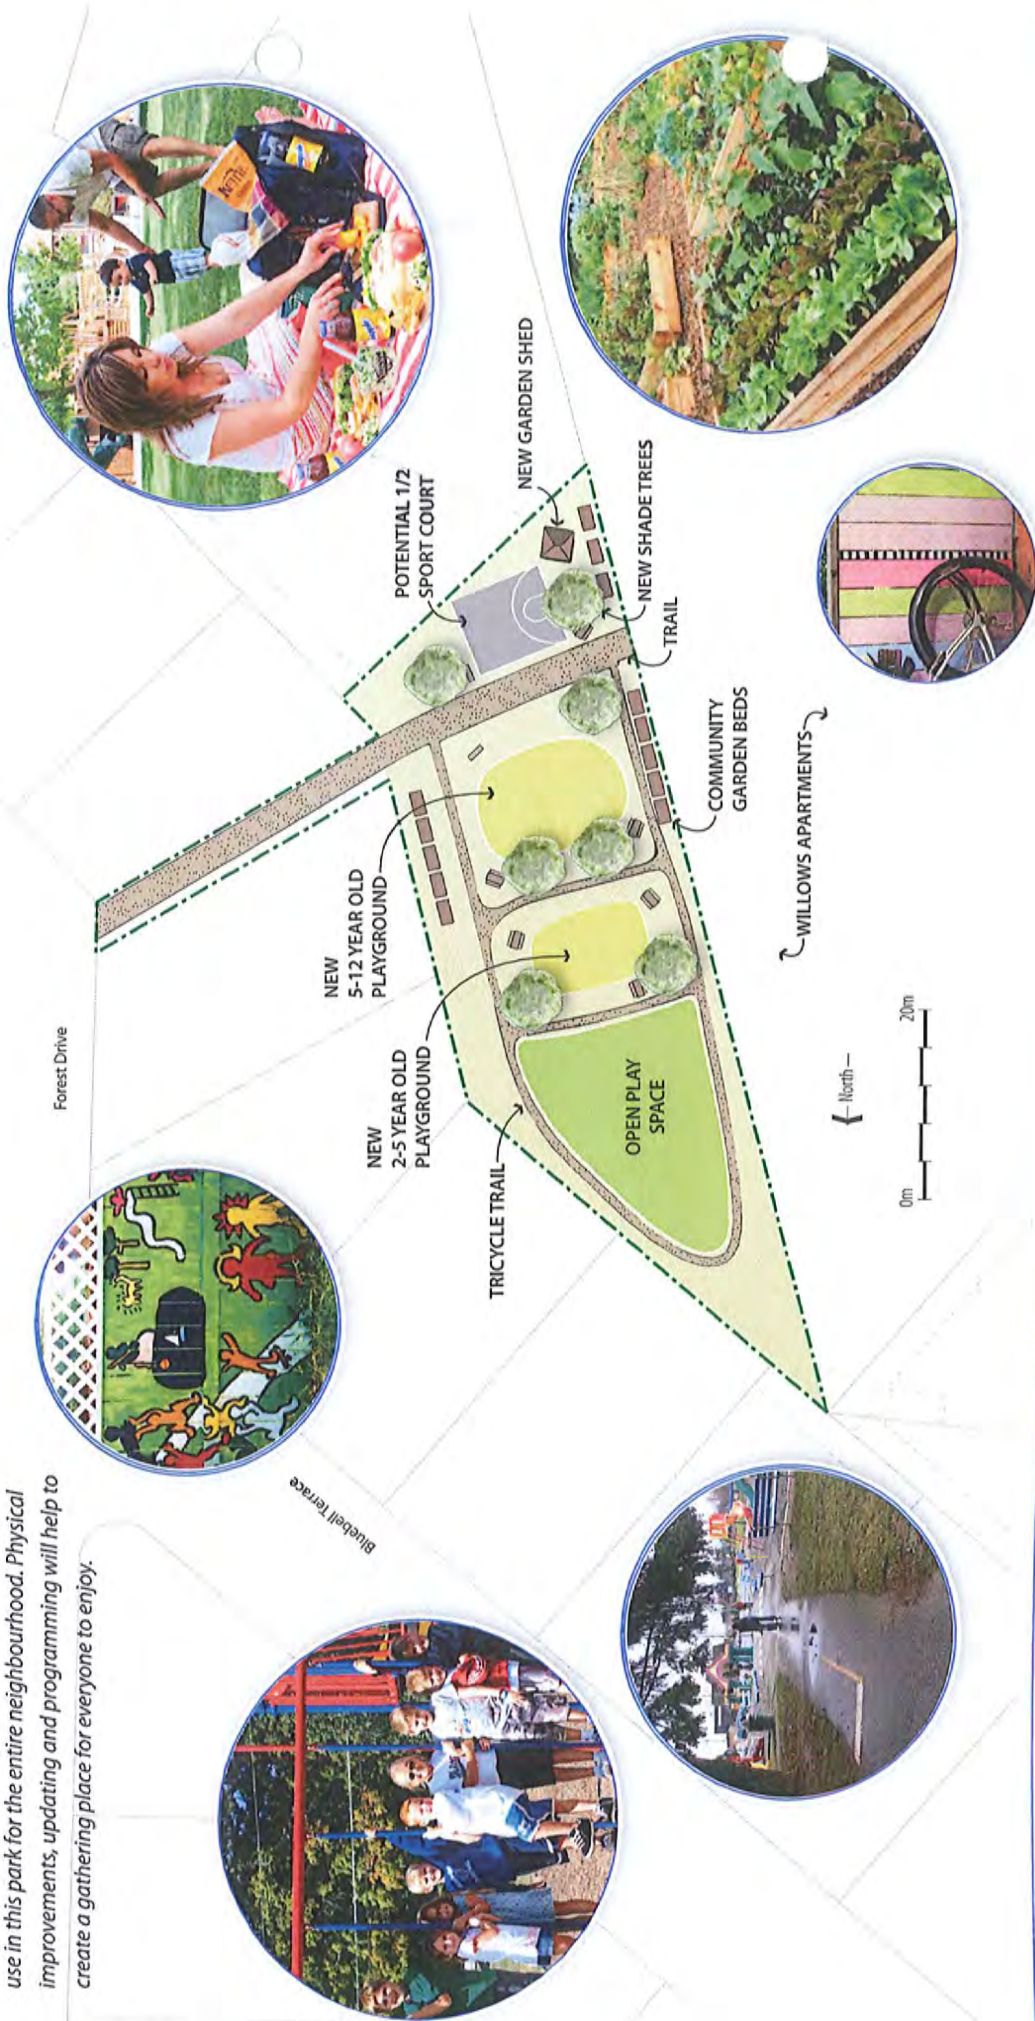 use in this park for the entire neighbourhood. Physical
improvements, updating and programming will help to
create a gathering place for everyone to enjoy.
Forest Drive
Bluebell Terrace
NEW
5-12 YEAR OLD
PLAYGROUND
POTENTIAL 1/2
SPORT COURT
NEW
2-5 YEAR OLD
PLAYGROUND
NEW GARDEN SHED
TRICYCLE TRAIL
OPEN PLAY
SPACE
NEW SHADE TREES
TRAIL
COMMUNITY
GARDEN BEDS
WILLOWS APARTMENTS
North
0m
20m